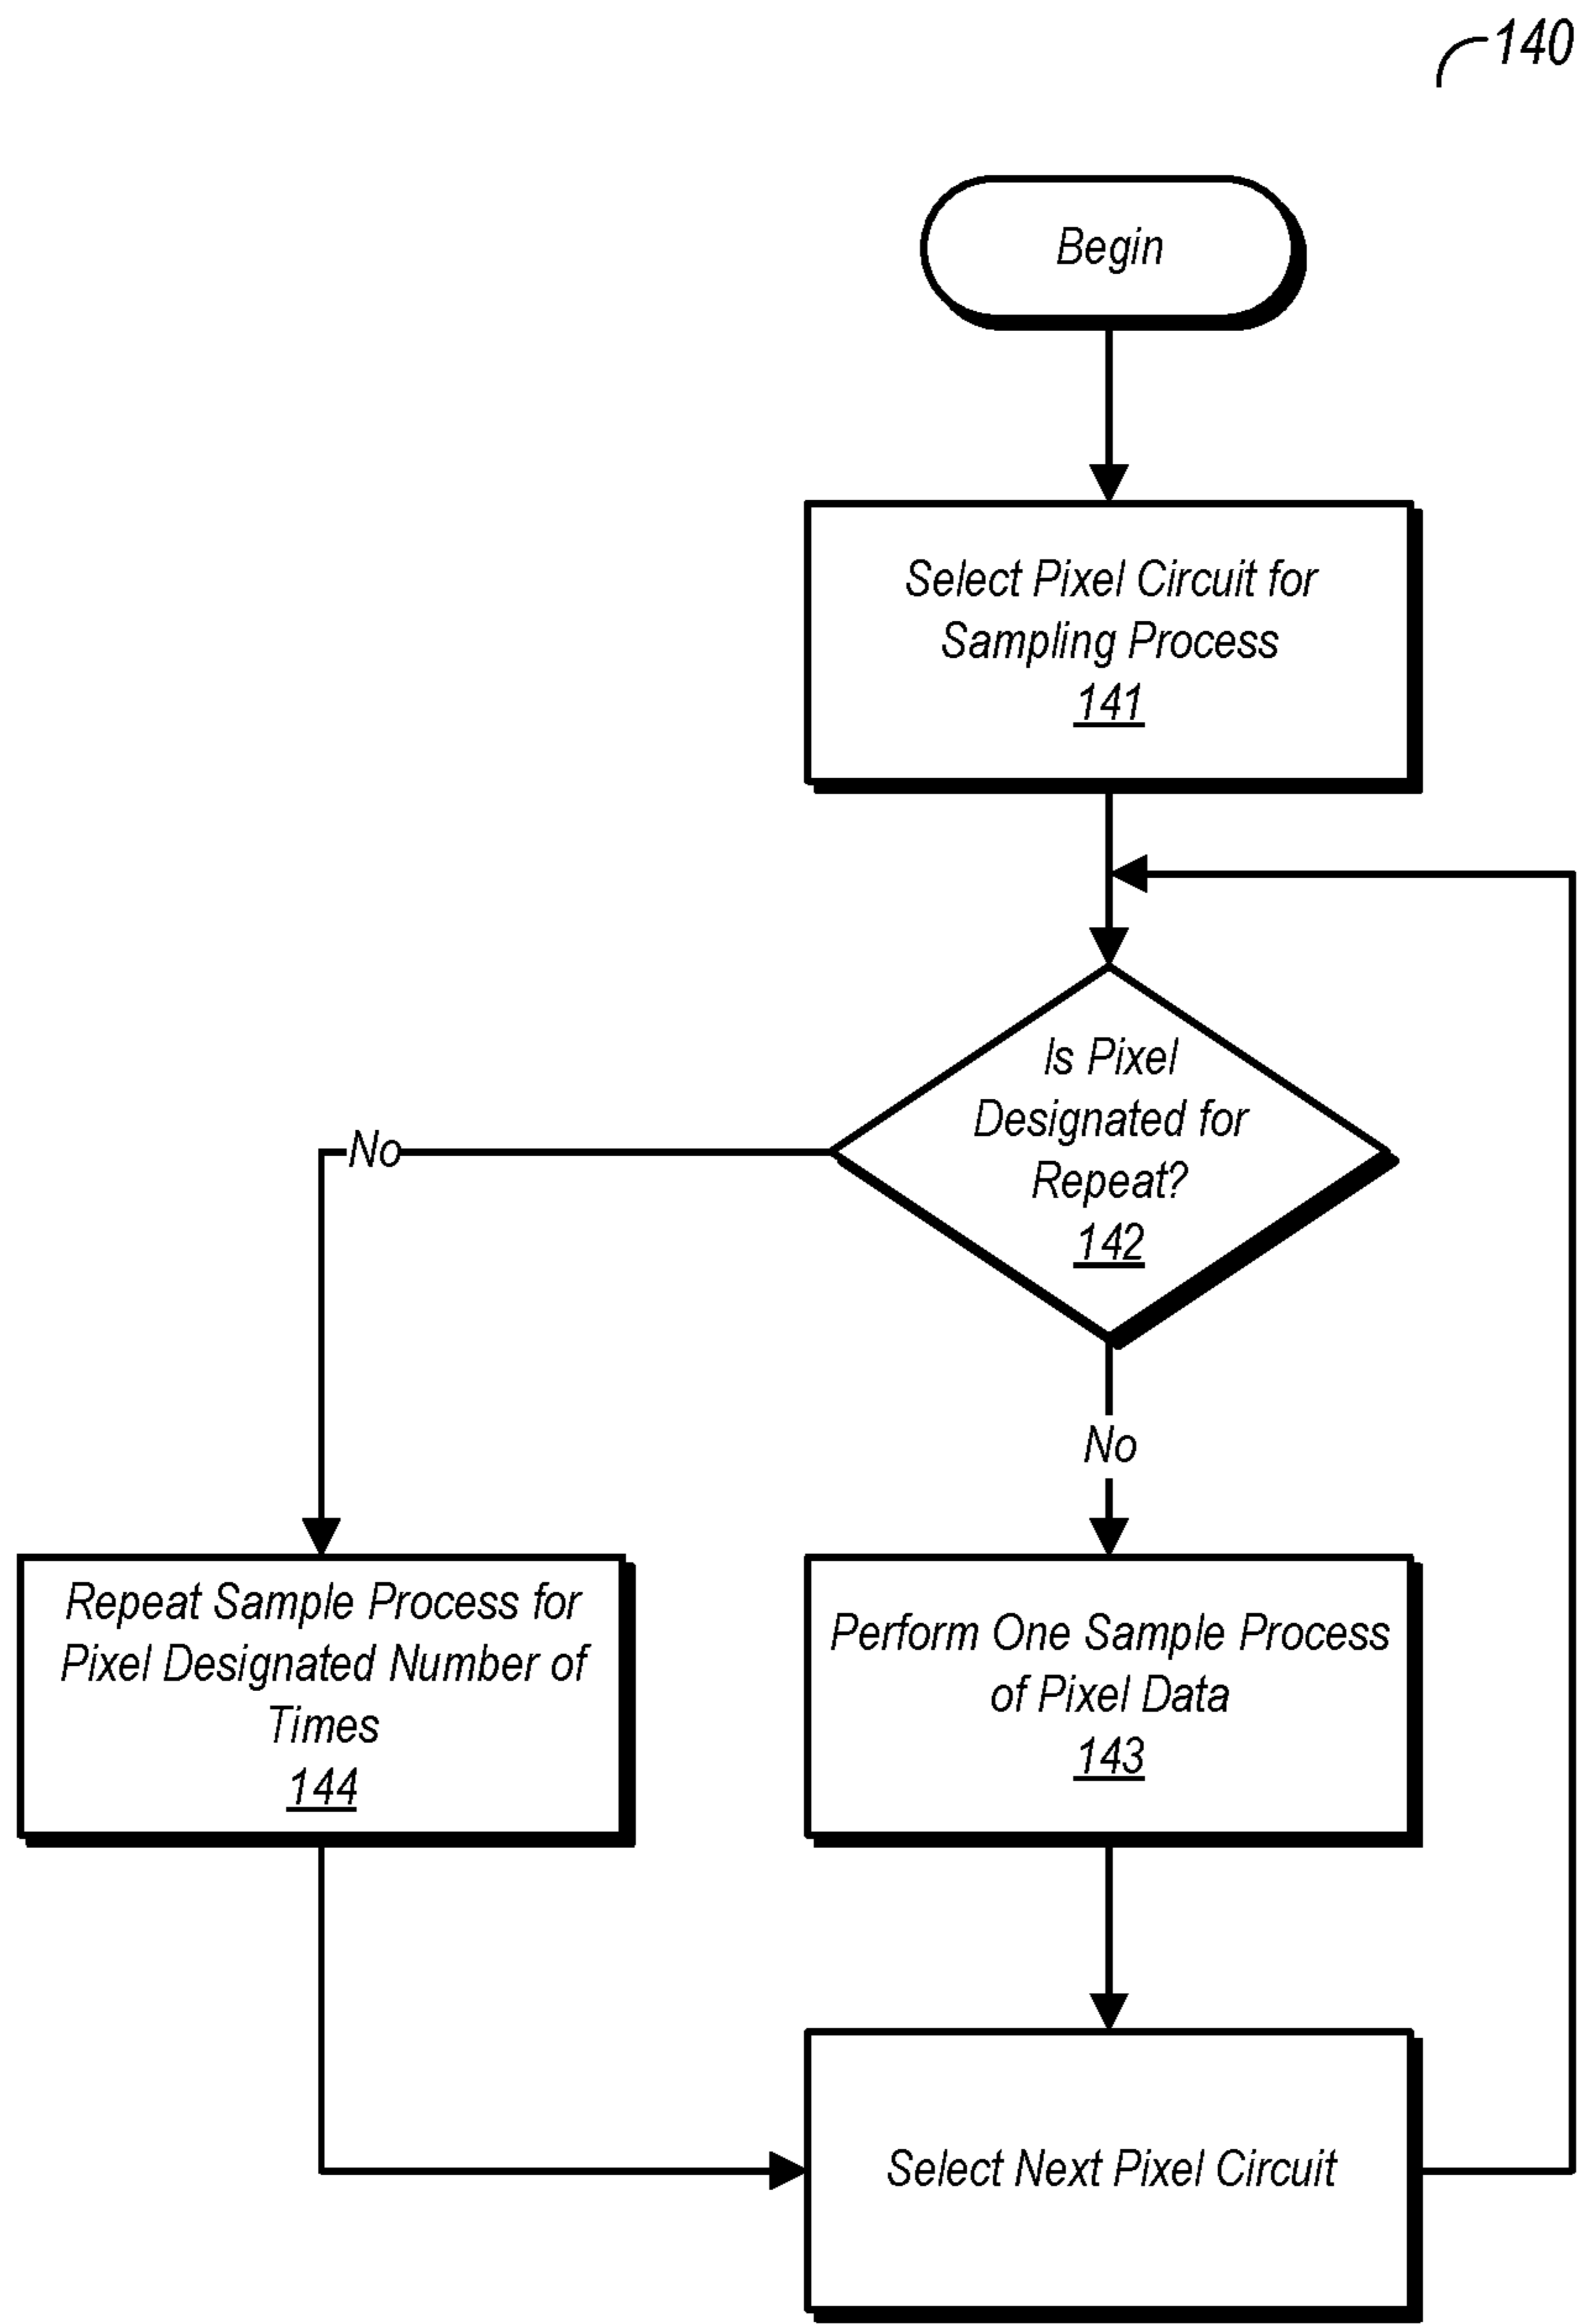 140
Begin
Select Pixel Circuit for
Sampling Process
141
Is Pixel
Designated for
Repeat?
142
No
No
Repeat Sample Process for
Pixel Designated Number of
Times
144
Perform One Sample Process
of Pixel Data
143
Select Next Pixel Circuit